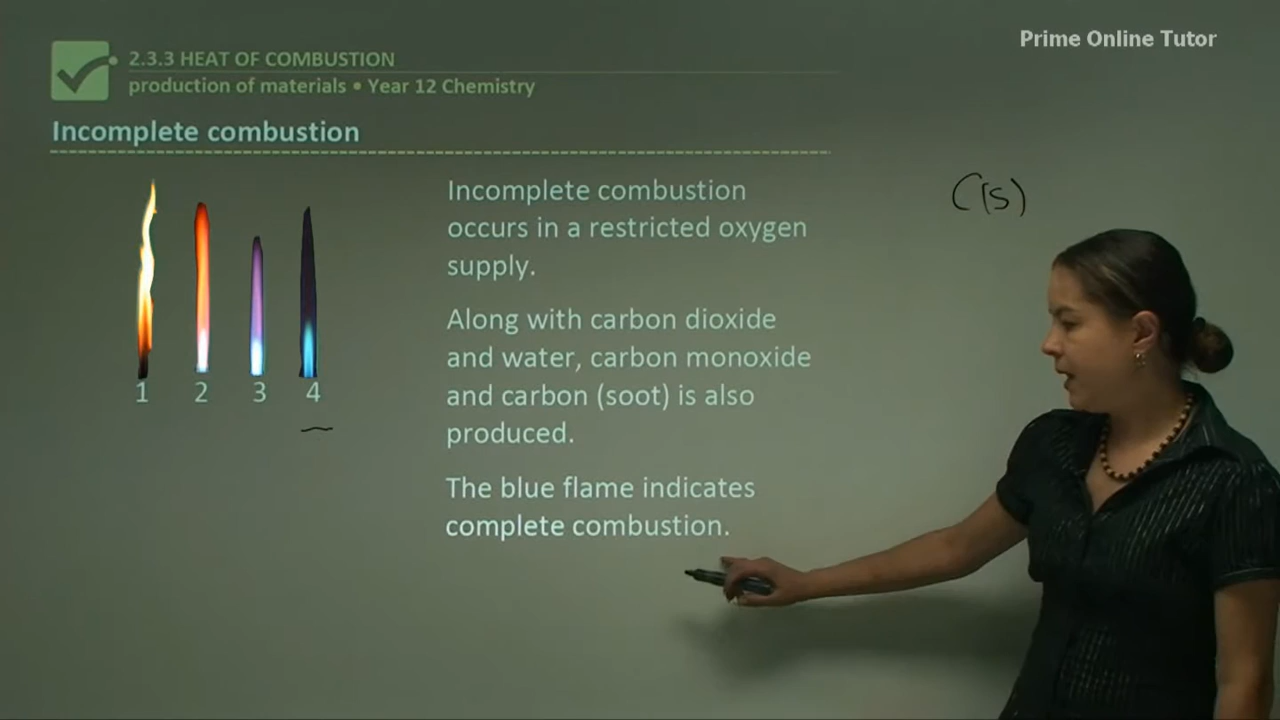 Prime Online Tutor
2.3.3 HEAT OF COMBUSTION
production of materials • Year 12 Chemistry
Incomplete combustion
Incomplete combustion
occurs in a restricted oxygen
supply.
Along with carbon dioxide
and water, carbon monoxide
and carbon (soot) is also
produced.
The blue flame indicates
complete combustion.
1 2 3 4
C(s)